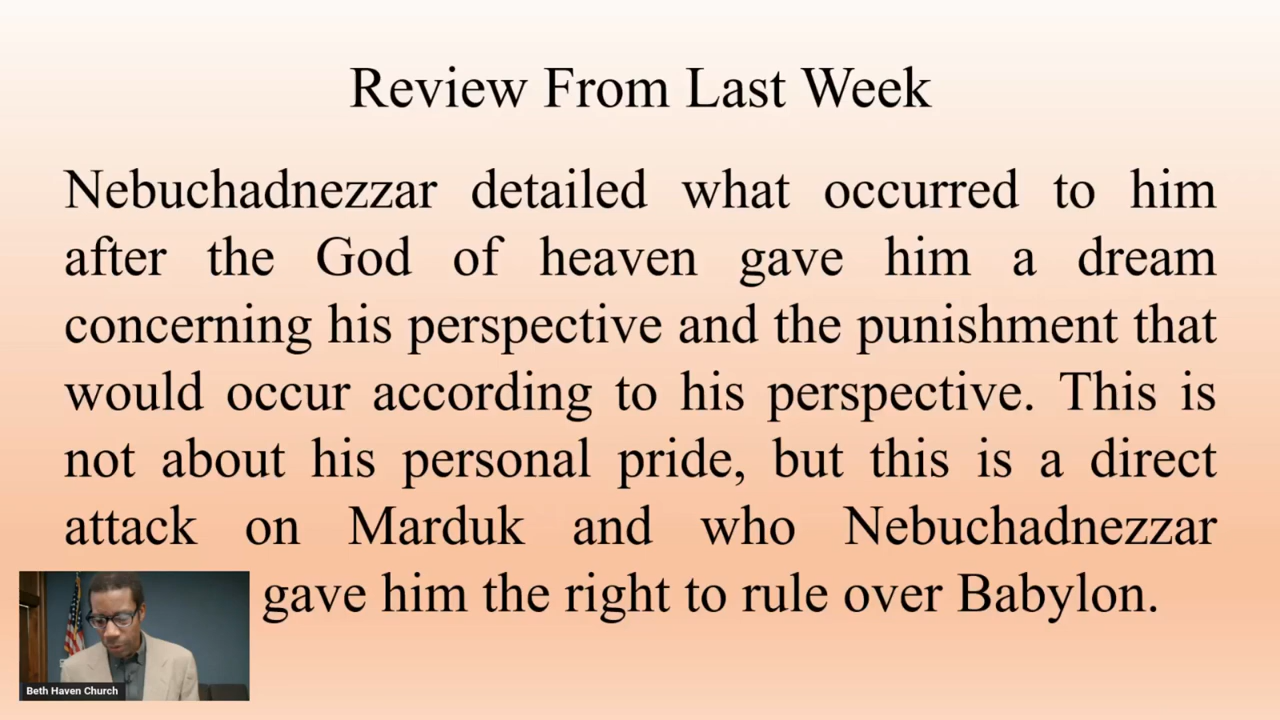 Review From Last Week
Nebuchadnezzar detailed what occurred to him
after the God of heaven gave him a dream
concerning his perspective and the punishment that
would occur according to his perspective. This is
not about his personal pride, but this is a direct
attack on Marduk and who Nebuchadnezzar
gave him the right to rule over Babylon.
Beth Haven Church